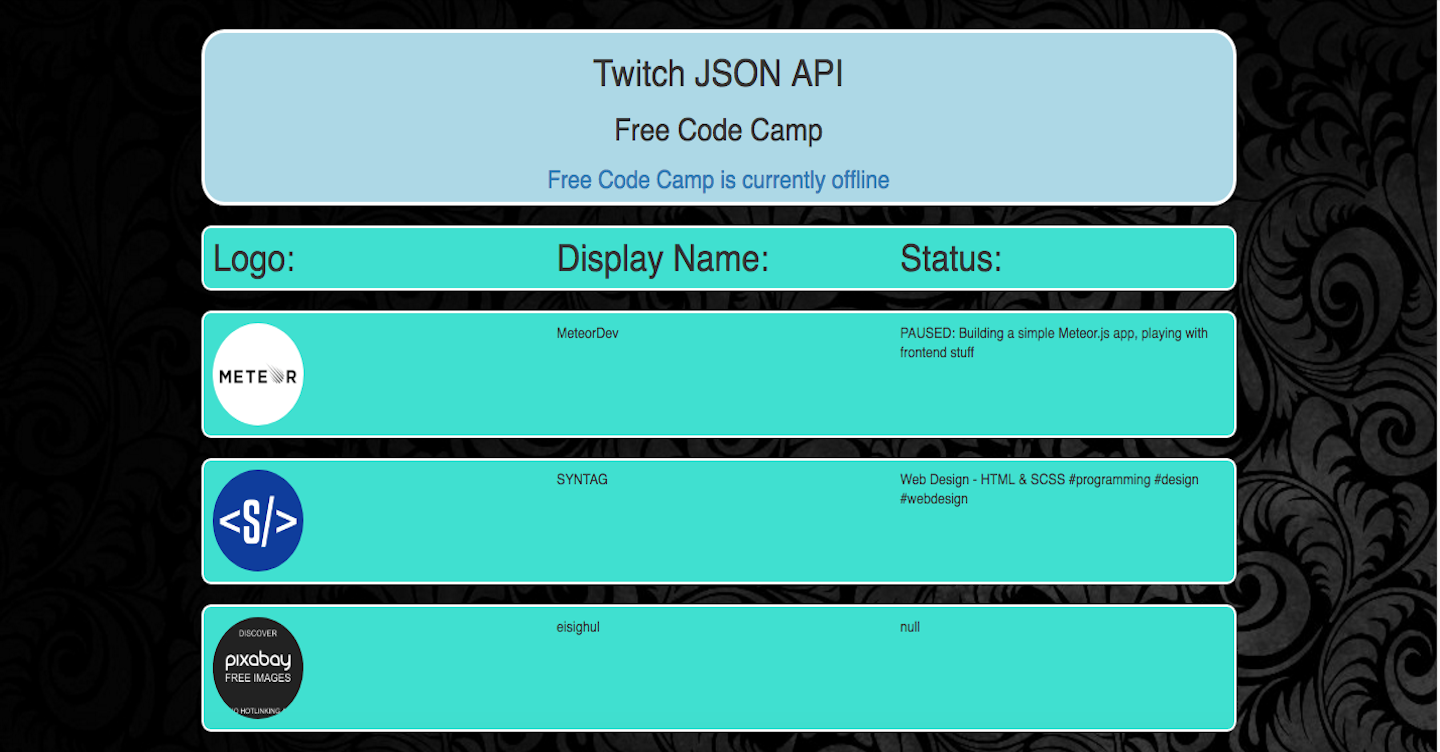 Twitch JSON API
Free Code Camp
Free Code Camp is currently offline
Logo: Display Name: Status:
METEOR MeteorDev PAUSED: Building a simple Meteor.js app, playing with
frontend stuff
<S/> SYNTAG Web Design - HTML & SCSS #programming #design
#webdesign
DISCOVER
pixabay
FREE IMAGES
HOTLINKING
eisighul null